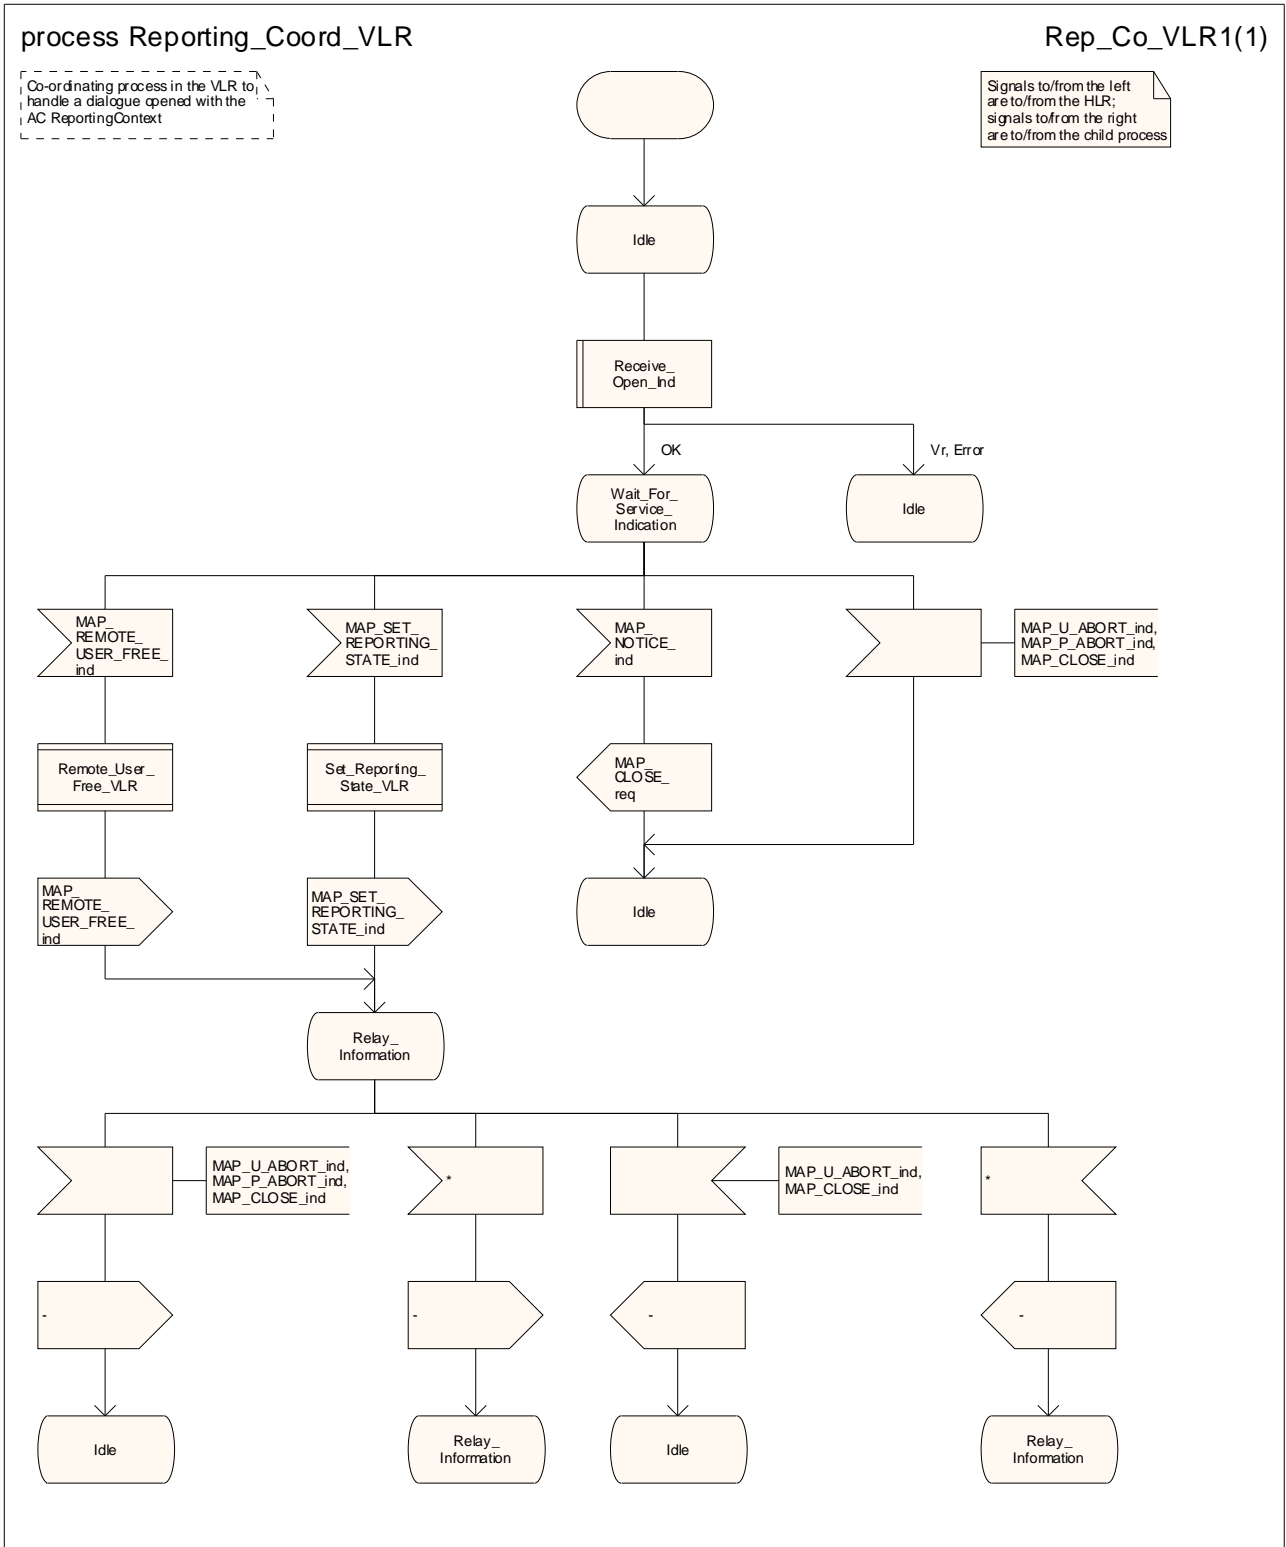 process Reporting_Coord_VLR
Rep_Co_VLR1(1)
Co-ordinating process in the VLR to
handle a dialogue opened with the
AC ReportingContext
Signals to/from the left
are to/from the HLR;
signals to/from the right
are to/from the child process
Idle
Receive_
Open_Ind
OK
Vr, Error
Wait_For_
Service_
Indication
Idle
MAP_
REMOTE_
USER_FREE_
ind
MAP_SET_
REPORTING_
STATE_ind
MAP_
NOTICE_
ind
MAP_U_ABORT_ind,
MAP_P_ABORT_ind,
MAP_CLOSE_ind
Remote_User_
Free_VLR
Set_Reporting_
State_VLR
MAP_
CLOSE_
req
MAP_
REMOTE_
USER_FREE_
ind
MAP_SET_
REPORTING_
STATE_ind
Idle
Relay_
Information
MAP_U_ABORT_ind,
MAP_P_ABORT_ind,
MAP_CLOSE_ind
*
MAP_U_ABORT_ind,
MAP_CLOSE_ind
*
-
-
-
-
Idle
Relay_
Information
Idle
Relay_
Information